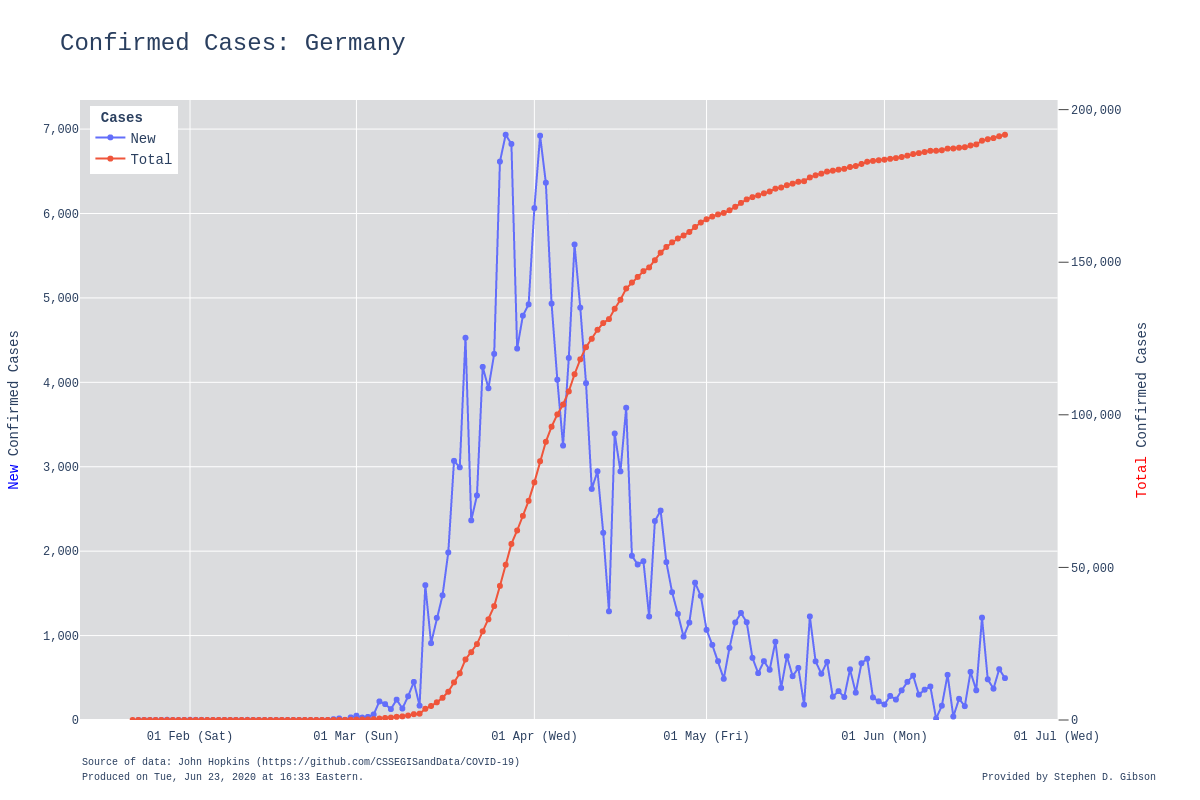 Confirmed Cases: Germany
Cases
New
Total
7,000
6,000
5,000
4,000
3,000
2,000
1,000
0
200,000
150,000
100,000
50,000
0
New Confirmed Cases
Total Confirmed Cases
01 Feb (Sat)
01 Mar (Sun)
01 Apr (Wed)
01 May (Fri)
01 Jun (Mon)
01 Jul (Wed)
Source of data: John Hopkins (https://github.com/CSSEGISandData/COVID-19)
Produced on Tue, Jun 23, 2020 at 16:33 Eastern.
Provided by Stephen D. Gibson